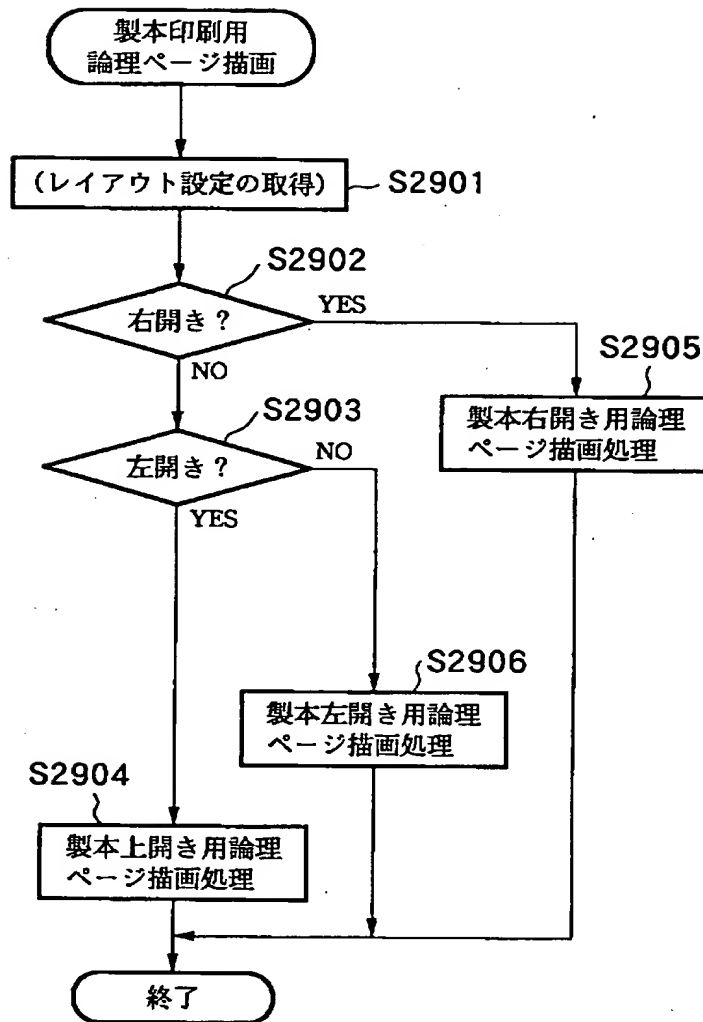 製本印刷用
論理ページ描画
(レイアウト設定の取得)
S2901
S2902
右開き?
YES
NO
S2905
製本右開き用論理
ページ描画処理
S2903
左開き?
NO
YES
S2906
製本左開き用論理
ページ描画処理
S2904
製本上開き用論理
ページ描画処理
終了